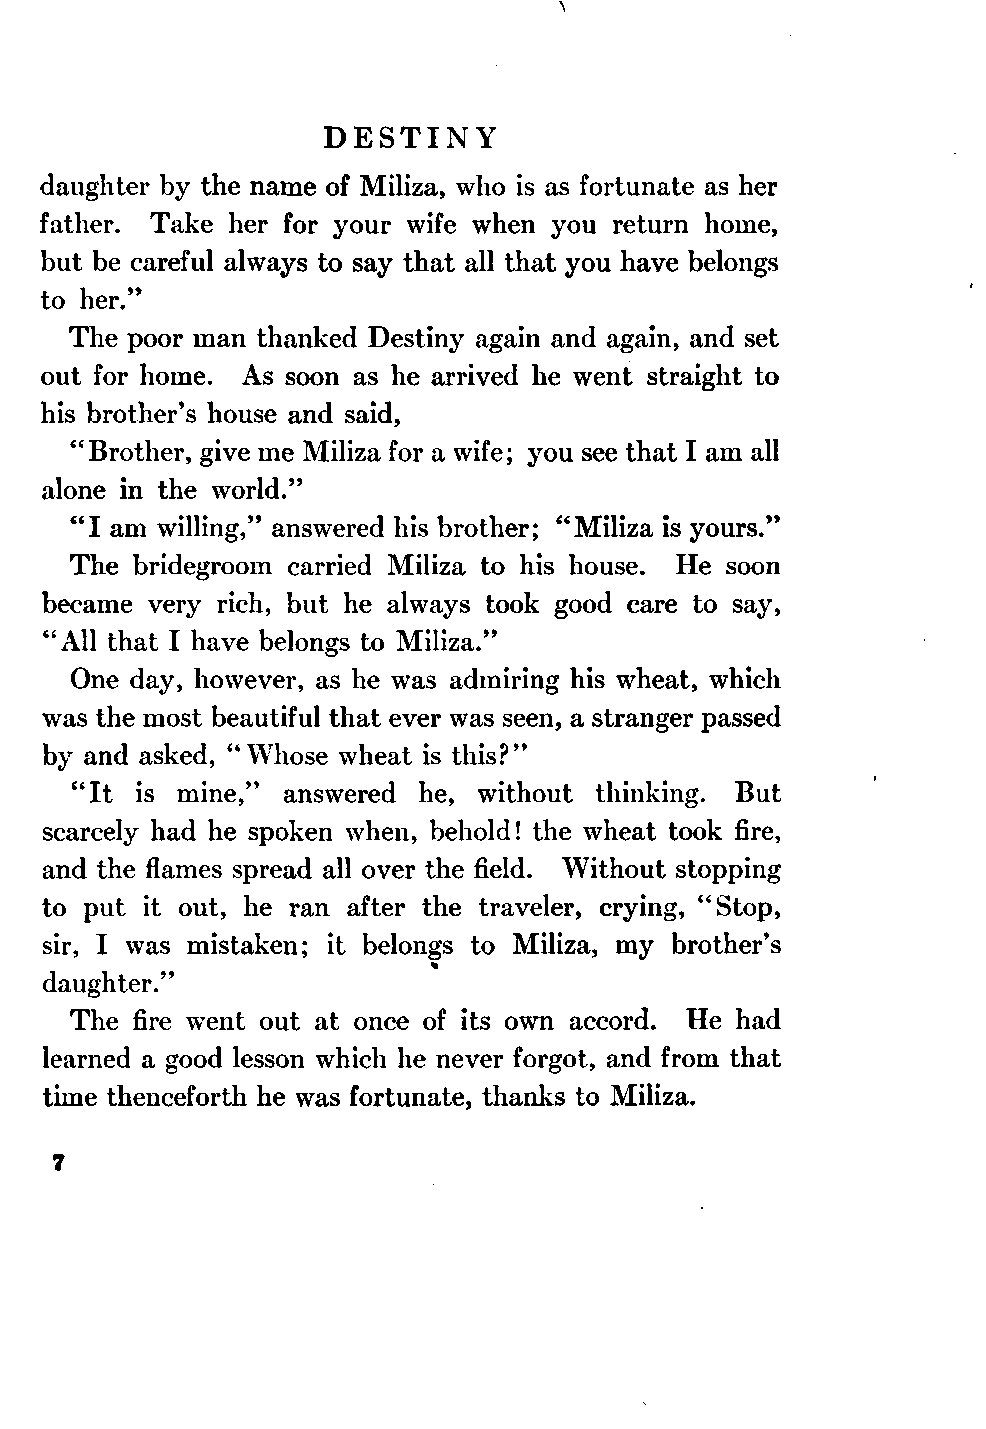 DESTINY
daughter by the name of Miliza, who is as fortunate as her
father. Take her for your wife when you return home,
but be careful always to say that all that you have belongs
to her.”
The poor man thanked Destiny again and again, and set
out for home. As soon as he arrived he went straight to
his brother’s house and said,
“Brother, give me Miliza for a wife; you see that I am all
alone in the world.”
“I am willing,” answered his brother; “Miliza is yours.”
The bridegroom carried Miliza to his house. He soon
became very rich, but he always took good care to say,
“All that I have belongs to Miliza.”
One day, however, as he was admiring his wheat, which
was the most beautiful that ever was seen, a stranger passed
by and asked, “Whose wheat is this?”
“It is mine,” answered he, without thinking. But
scarcely had he spoken when, behold! the wheat took fire,
and the flames spread all over the field. Without stopping
to put it out, he ran after the traveler, crying, “Stop,
sir, I was mistaken; it belongs to Miliza, my brother’s
daughter.”
The fire went out at once of its own accord. He had
learned a good lesson which he never forgot, and from that
time thenceforth he was fortunate, thanks to Miliza.
7